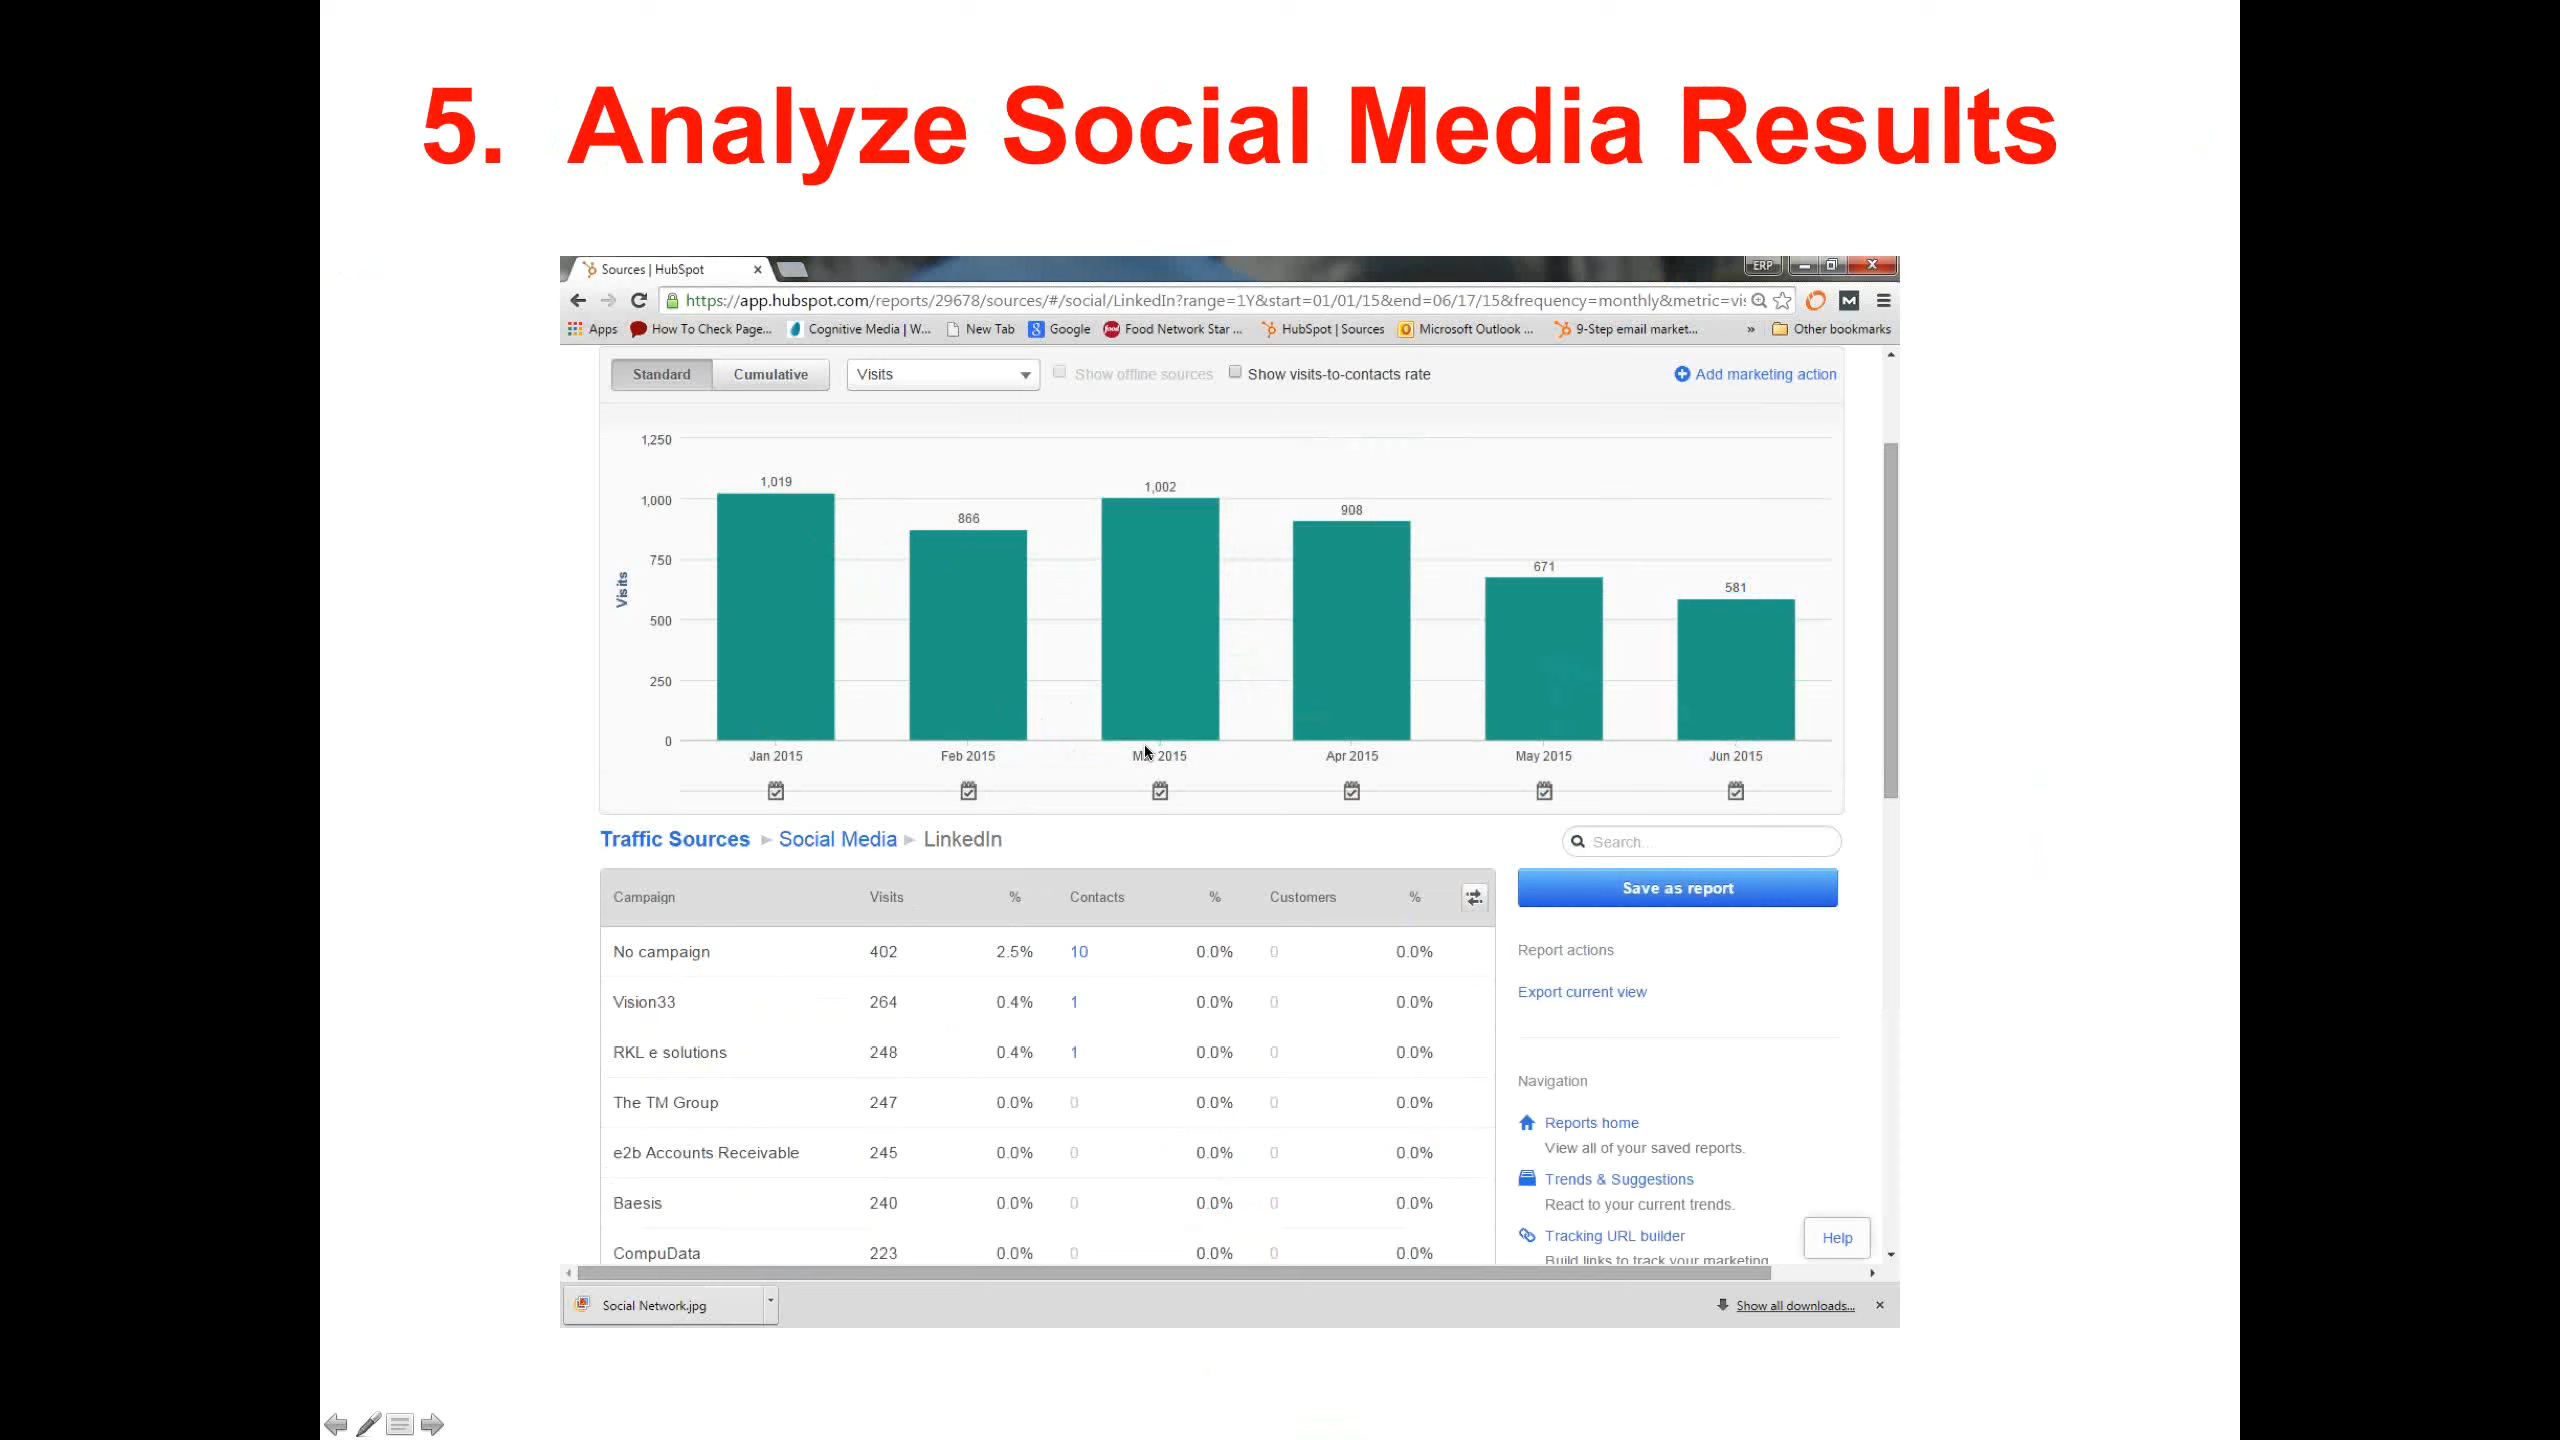 5. Analyze Social Media Results
Sources | HubSpot
ERP
https://app.hubspot.com/reports/29678/sources/#/social/LinkedIn?range=1Y&start=01/01/15&end=06/17/15&frequency=monthly&metric=vi
Apps How To Check Page... Cognitive Media | W... New Tab Google Food Network Star ... HubSpot | Sources Microsoft Outlook ... 9-Step email market... » Other bookmarks
Standard Cumulative Visits Show offline sources Show visits-to-contacts rate Add marketing action
1,250
1,019
1,002
1,000
908
866
750
671
581
500
250
0
Visits
Jan 2015 Feb 2015 2015 Apr 2015 May 2015 Jun 2015
Traffic Sources Social Media LinkedIn
Search...
Campaign Visits % Contacts % Customers %
No campaign 402 2.5% 10 0.0% 0 0.0%
Vision33 264 0.4% 1 0.0% 0 0.0%
RKL e solutions 248 0.4% 1 0.0% 0 0.0%
The TM Group 247 0.0% 0 0.0% 0 0.0%
e2b Accounts Receivable 245 0.0% 0 0.0% 0 0.0%
Baesis 240 0.0% 0 0.0% 0 0.0%
CompuData 223 0.0% 0 0.0% 0 0.0%
Save as report
Report actions
Export current view
Navigation
Reports home
View all of your saved reports.
Trends & Suggestions
React to your current trends.
Tracking URL builder
Build links to track your marketing
Help
Social Network.jpg
Show all downloads...